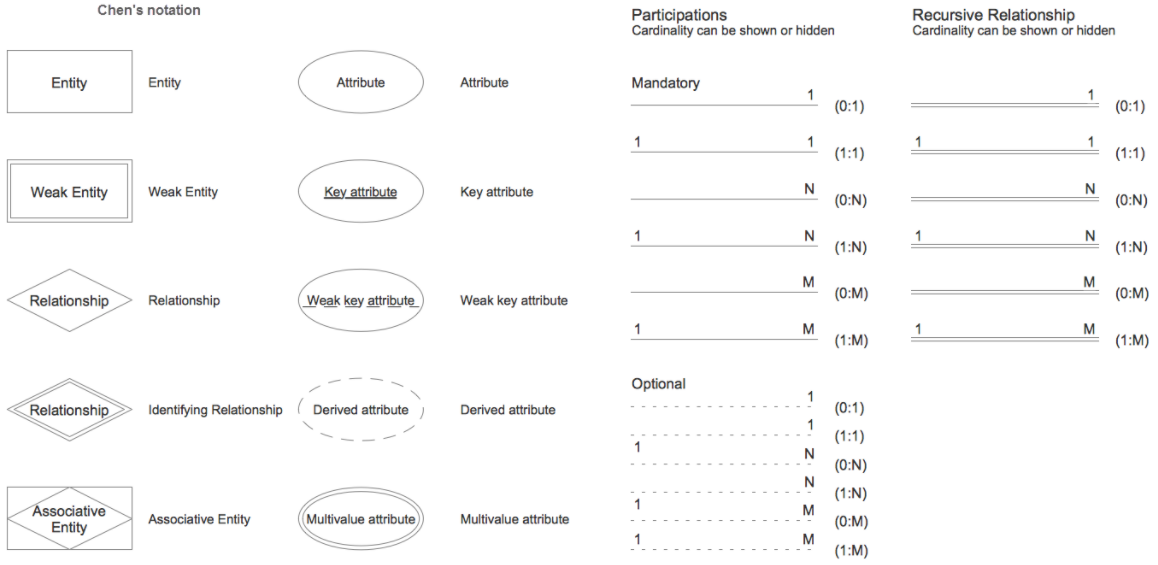 Chen's notation
Entity
Entity
Attribute
Attribute
Weak Entity
Weak Entity
Key attribute
Key attribute
Relationship
Relationship
Weak key attribute
Weak key attribute
Relationship
Identifying Relationship
Derived attribute
Derived attribute
Associative
Entity
Associative Entity
Multivalue attribute
Multivalue attribute
Participations
Cardinality can be shown or hidden
Mandatory
1
(0:1)
1 1
(1:1)
N
(0:N)
1 N
(1:N)
M
(0:M)
1 M
(1:M)
Optional
1
(0:1)
1
(1:1)
1 N
(0:N)
N
(1:N)
1 M
(0:M)
1 M
(1:M)
Recursive Relationship
Cardinality can be shown or hidden
1
(0:1)
1 1
(1:1)
N
(0:N)
1 N
(1:N)
M
(0:M)
1 M
(1:M)